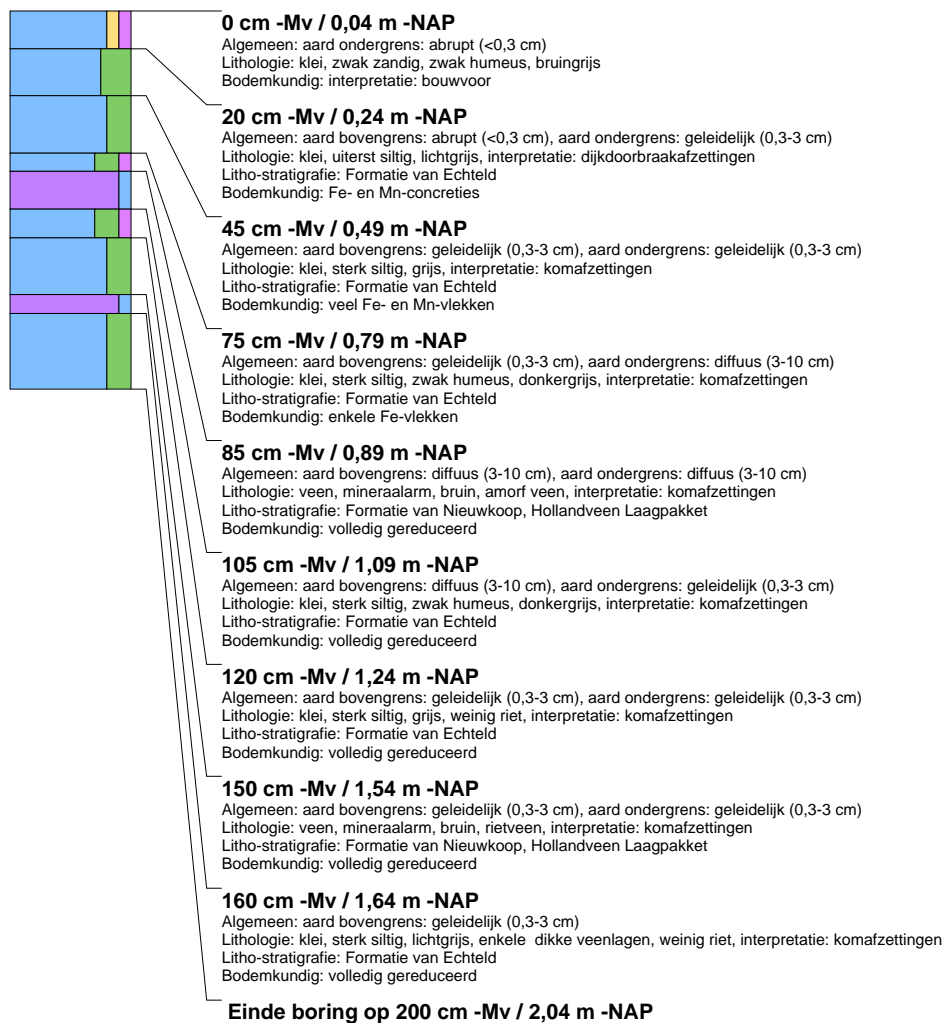 0 cm -Mv / 0,04 m -NAP
Algemeen: aard ondergrens: abrupt (<0,3 cm)
Lithologie: klei, zwak zandig, zwak humeus, bruingrijs
Bodemkundig: interpretatie: bouwvoor
20 cm -Mv / 0,24 m -NAP
Algemeen: aard bovengrens: abrupt (<0,3 cm), aard ondergrens: geleidelijk (0,3-3 cm)
Lithologie: klei, uiterst siltig, lichtgrijs, interpretatie: dijkdoorbraakafzettingen
Litho-stratigrafie: Formatie van Echteld
Bodemkundig: Fe- en Mn-concreties
45 cm -Mv / 0,49 m -NAP
Algemeen: aard bovengrens: geleidelijk (0,3-3 cm), aard ondergrens: geleidelijk (0,3-3 cm)
Lithologie: klei, sterk siltig, grijs, interpretatie: komafzettingen
Litho-stratigrafie: Formatie van Echteld
Bodemkundig: veel Fe- en Mn-vlekken
75 cm -Mv / 0,79 m -NAP
Algemeen: aard bovengrens: geleidelijk (0,3-3 cm), aard ondergrens: diffuus (3-10 cm)
Lithologie: klei, sterk siltig, zwak humeus, donkergrijs, interpretatie: komafzettingen
Litho-stratigrafie: Formatie van Echteld
Bodemkundig: enkele Fe-vlekken
85 cm -Mv / 0,89 m -NAP
Algemeen: aard bovengrens: diffuus (3-10 cm), aard ondergrens: diffuus (3-10 cm)
Lithologie: veen, mineraalarm, bruin, amorf veen, interpretatie: komafzettingen
Litho-stratigrafie: Formatie van Nieuwkoop, Hollandveen Laagpakket
Bodemkundig: volledig gereduceerd
105 cm -Mv / 1,09 m -NAP
Algemeen: aard bovengrens: diffuus (3-10 cm), aard ondergrens: geleidelijk (0,3-3 cm)
Lithologie: klei, sterk siltig, zwak humeus, donkergrijs, interpretatie: komafzettingen
Litho-stratigrafie: Formatie van Echteld
Bodemkundig: volledig gereduceerd
120 cm -Mv / 1,24 m -NAP
Algemeen: aard bovengrens: geleidelijk (0,3-3 cm), aard ondergrens: geleidelijk (0,3-3 cm)
Lithologie: klei, sterk siltig, grijs, weinig riet, interpretatie: komafzettingen
Litho-stratigrafie: Formatie van Echteld
Bodemkundig: volledig gereduceerd
150 cm -Mv / 1,54 m -NAP
Algemeen: aard bovengrens: geleidelijk (0,3-3 cm), aard ondergrens: geleidelijk (0,3-3 cm)
Lithologie: veen, mineraalarm, bruin, rietveen, interpretatie: komafzettingen
Litho-stratigrafie: Formatie van Nieuwkoop, Hollandveen Laagpakket
Bodemkundig: volledig gereduceerd
160 cm -Mv / 1,64 m -NAP
Algemeen: aard bovengrens: geleidelijk (0,3-3 cm)
Lithologie: klei, sterk siltig, lichtgrijs, enkele  dikke veenlagen, weinig riet, interpretatie: komafzettingen
Litho-stratigrafie: Formatie van Echteld
Bodemkundig: volledig gereduceerd
Einde boring op 200 cm -Mv / 2,04 m -NAP